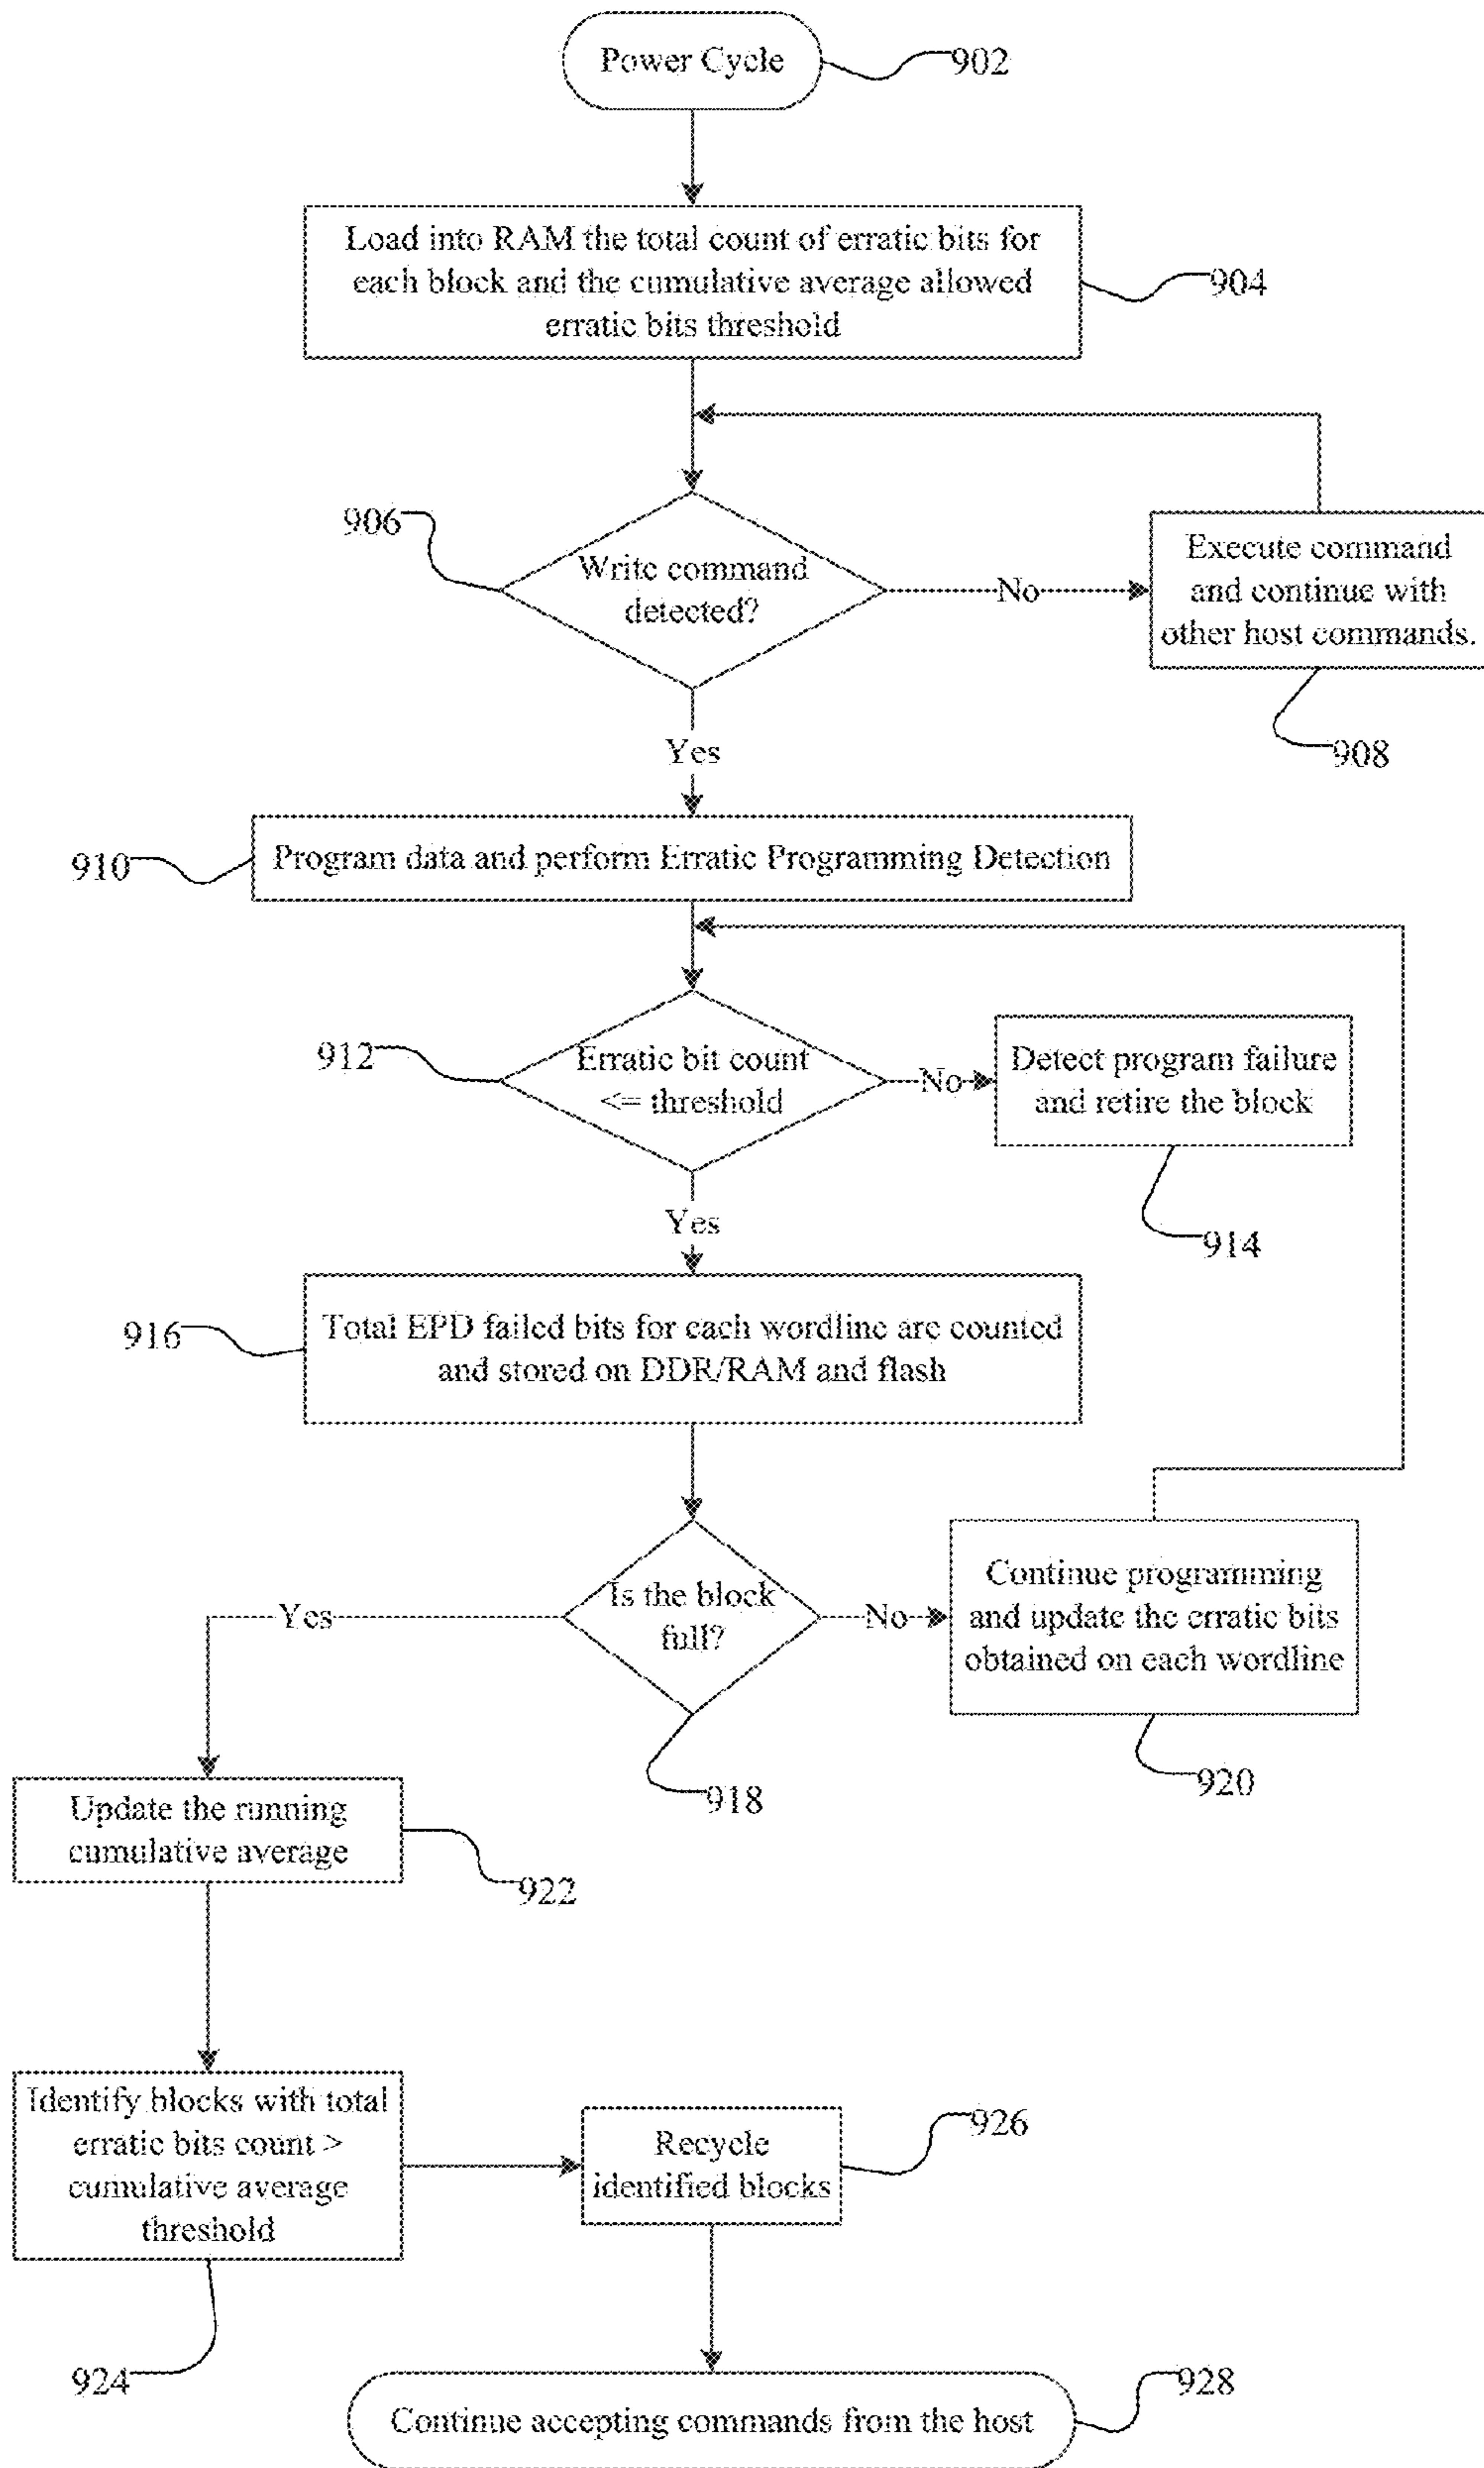 Power Cycle
902
Load into RAM the total count of erratic bits for
each block and the cumulative average allowed
erratic bits threshold
904
906
Write command
detected?
No
Execute command
and continue with
other host commands.
908
Yes
910
Program data and perform Erratic Programming Detection
912
Erratic bit count
<= threshold
No
Detect program failure
and retire the block
914
Yes
916
Total EPD failed bits for each wordline are counted
and stored on DDR/RAM and flash
Yes
Is the block
full?
No
Continue programming
and update the erratic bits
obtained on each wordline
918
920
Update the running
cumulative average
922
Identify blocks with total
erratic bits count >
cumulative average
threshold
924
Recycle
identified blocks
926
Continue accepting commands from the host
928